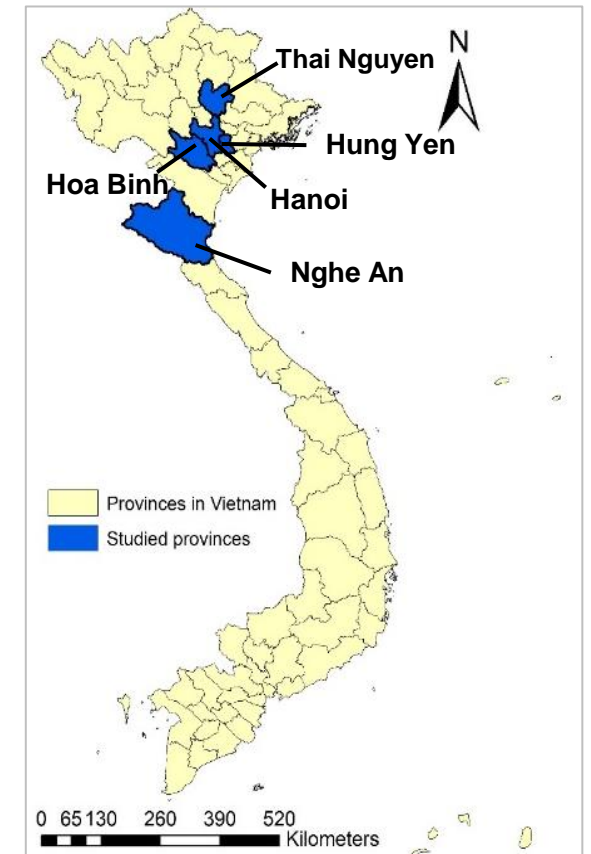 N
Thai Nguyen
Hung Yen
Hoa Binh
Hanoi
Nghe An
Provinces in Vietnam
Studied provinces
0 65 130 260 390 520
Kilometers